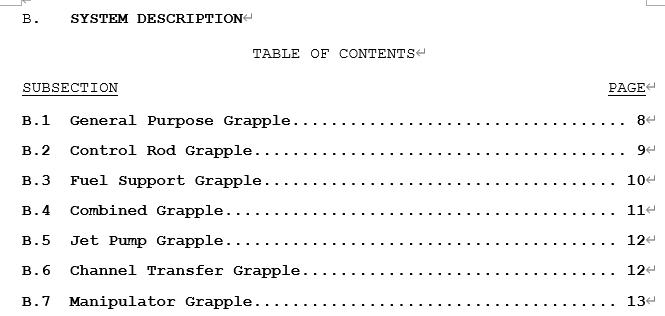 B. SYSTEM DESCRIPTION↵
TABLE OF CONTENTS↵
SUBSECTION PAGE↵
B.1 General Purpose Grapple.................................. 8↵
B.2 Control Rod Grapple...................................... 9↵
B.3 Fuel Support Grapple.................................... 10↵
B.4 Combined Grapple........................................ 11↵
B.5 Jet Pump Grapple........................................ 12↵
B.6 Channel Transfer Grapple................................ 12↵
B.7 Manipulator Grapple..................................... 13↵